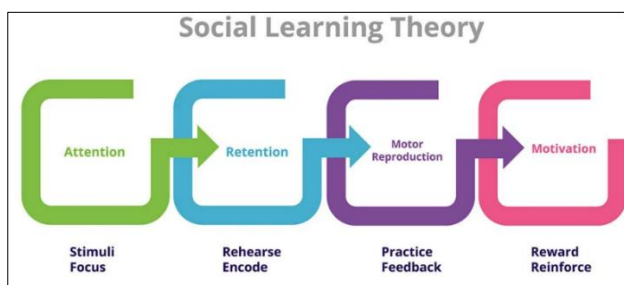 Social Learning Theory
Attention
Retention
Motor
Reproduction
Motivation
Stimuli
Focus
Rehearse
Encode
Practice
Feedback
Reward
Reinforce